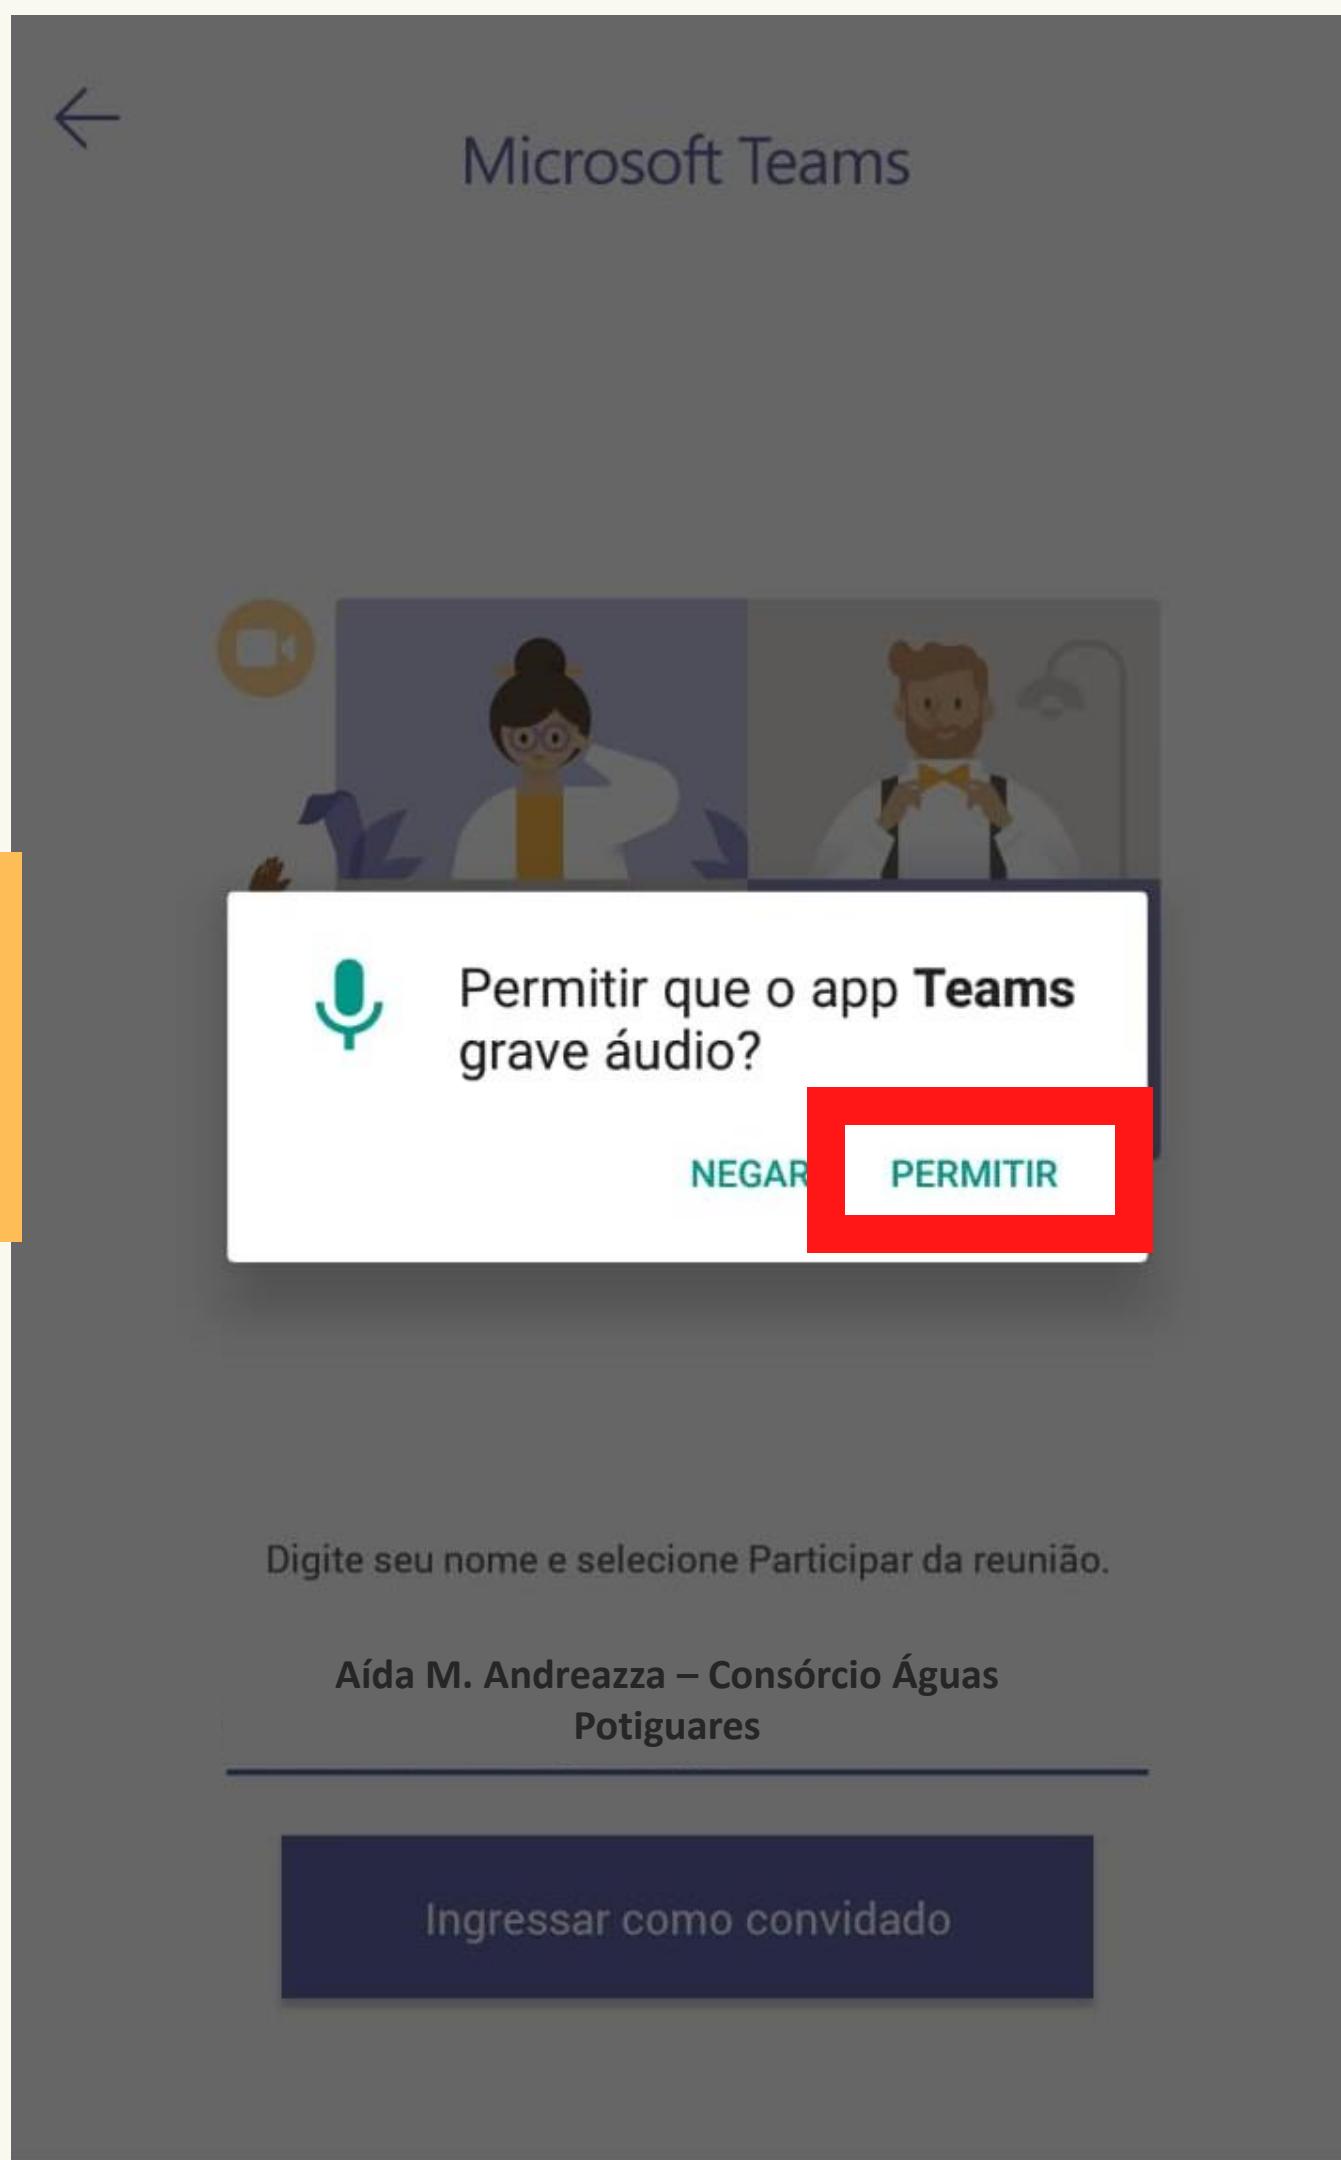 Microsoft Teams
Permitir que o app Teams
grave áudio?
NEGAR
PERMITIR
Digite seu nome e selecione Participar da reunião.
Aída M. Andreazza – Consórcio Águas
Potiguares
Ingressar como convidado